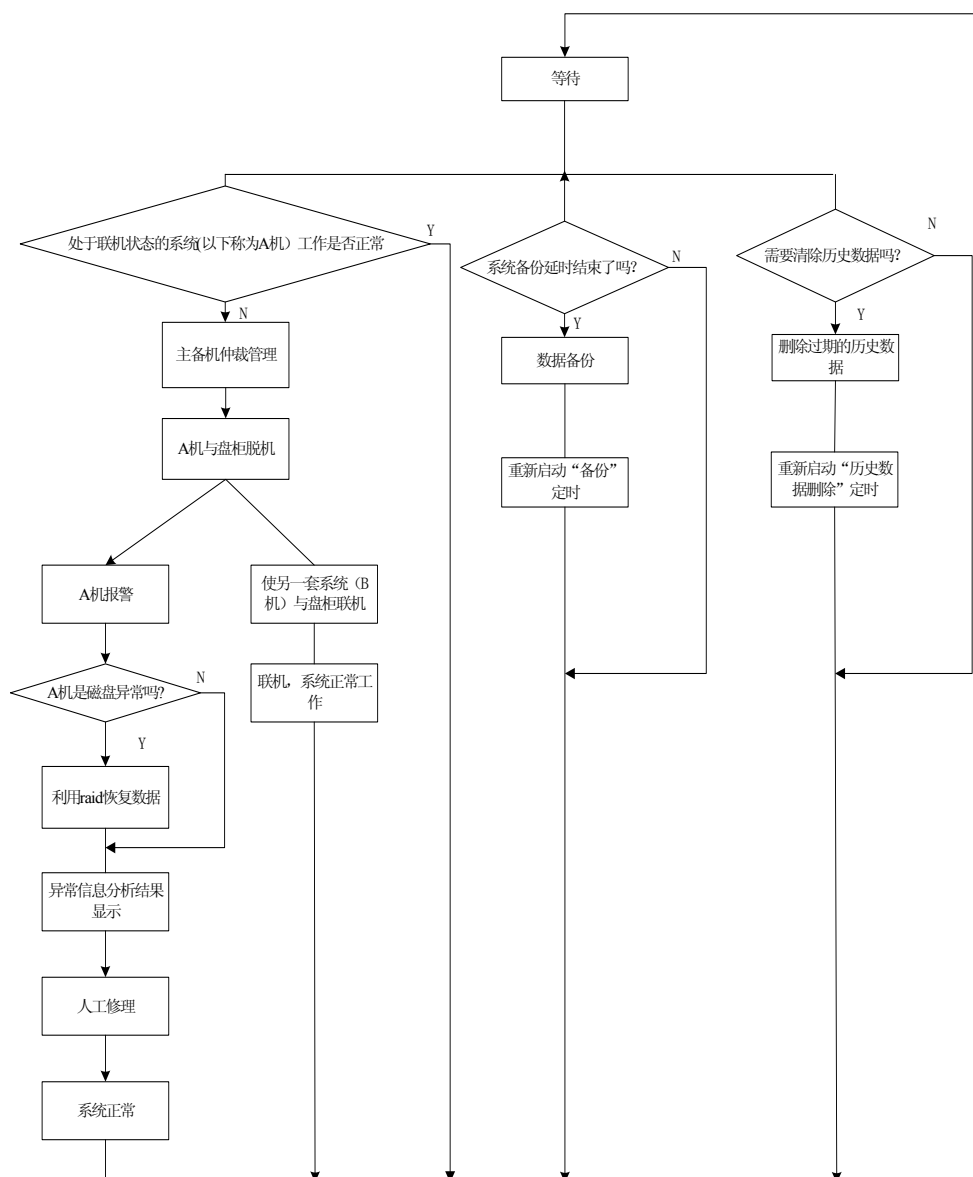 等待
处于联机状态的系统(以下称为A机）工作是否正常
Y
N
主备机仲裁管理
A机与盘柜脱机
A机报警
A机是磁盘异常吗?
N
Y
利用raid恢复数据
异常信息分析结果
显示
人工修理
系统正常
使另一套系统（B
机）与盘柜联机
联机，系统正常工
作
系统备份延时结束了吗?
N
Y
数据备份
重新启动“备份”
定时
需要清除历史数据吗?
N
Y
删除过期的历史数
据
重新启动“历史数
据删除”定时